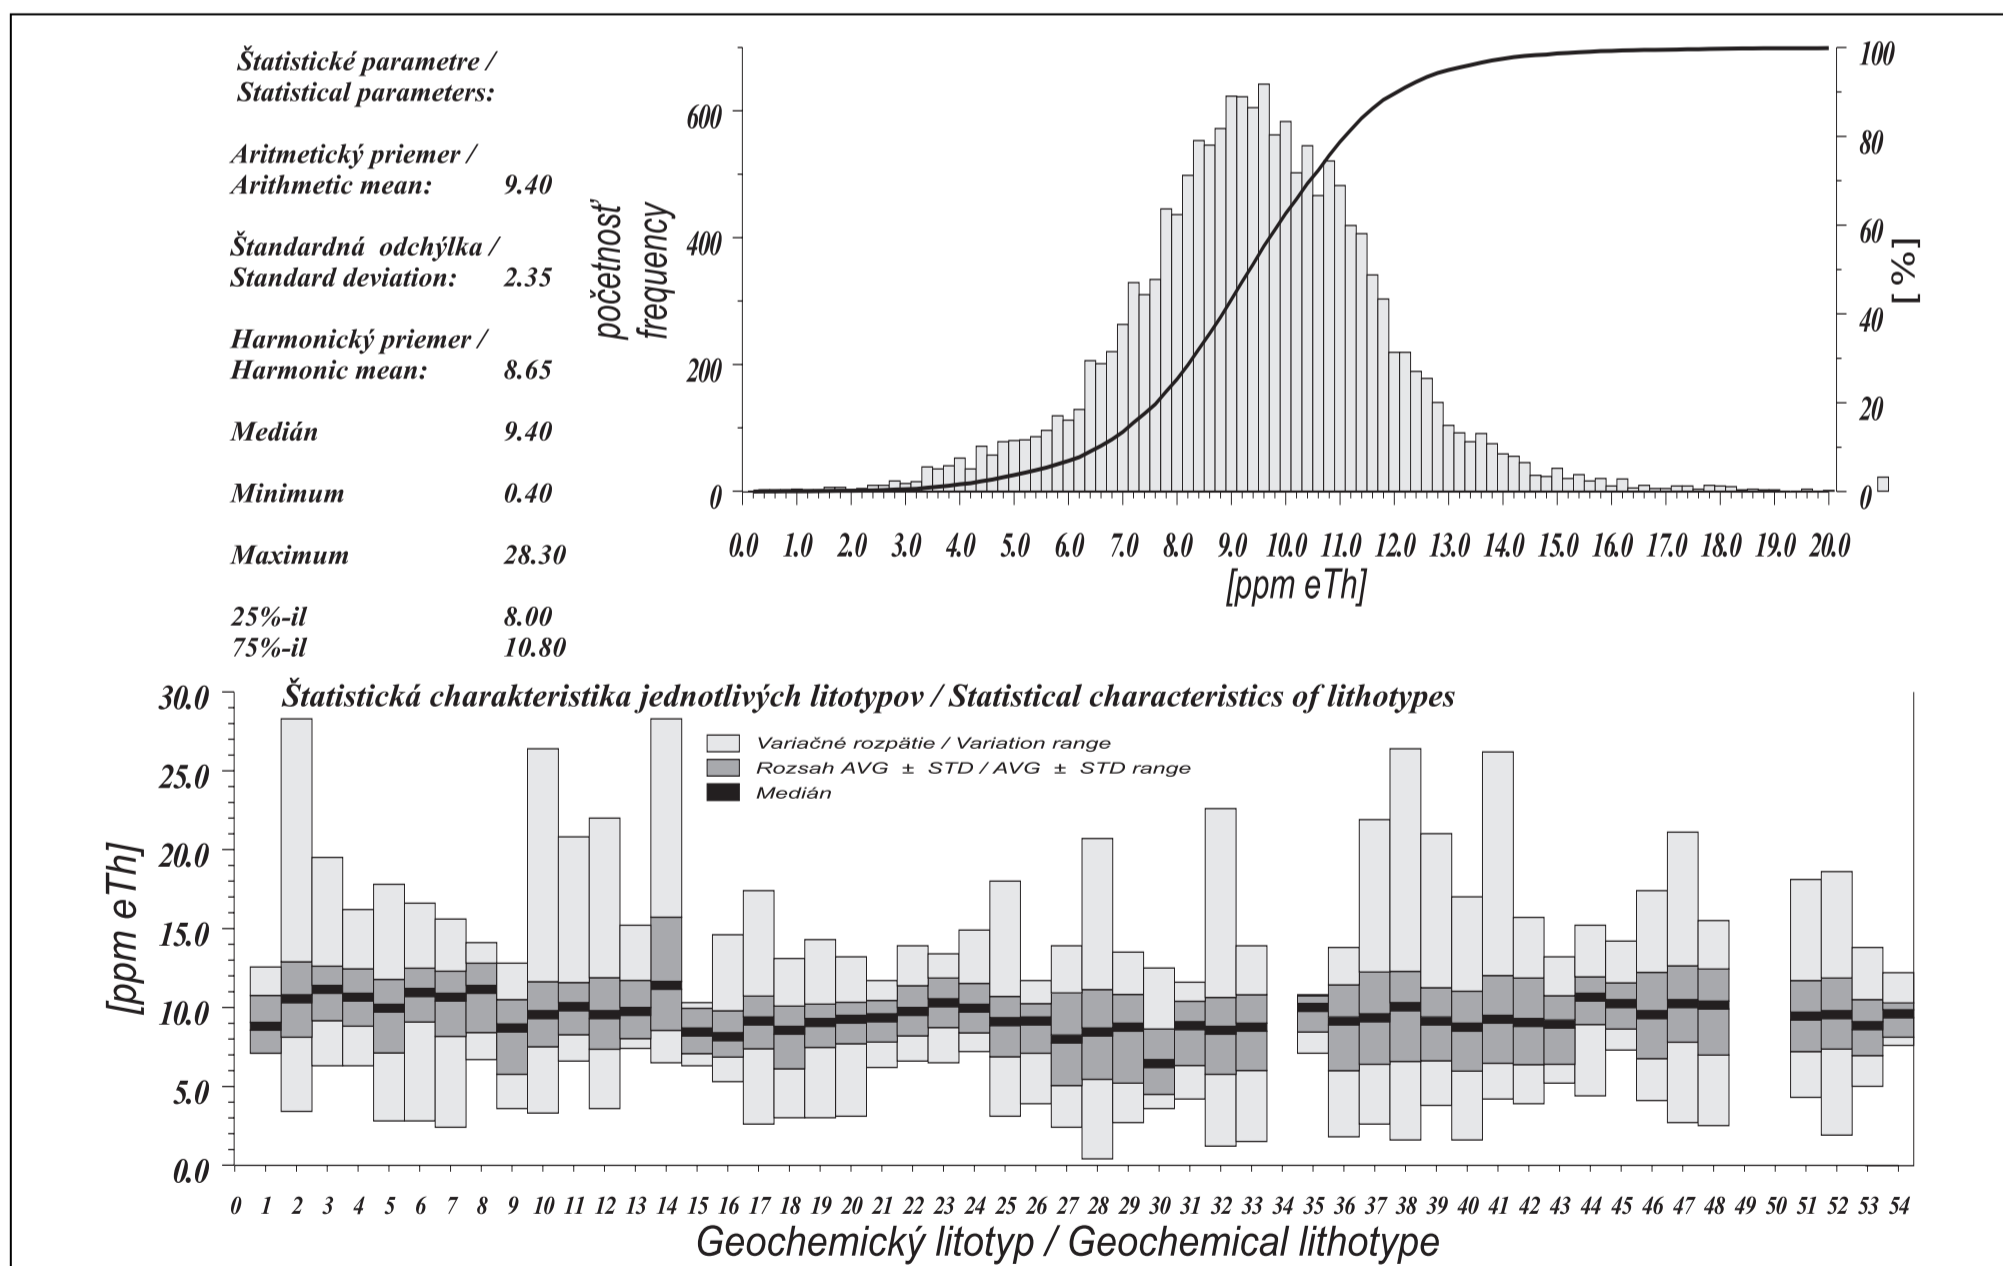 Štatistické parametre /
Statistical parameters:
Aritmetický priemer /
Arithmetic mean: 9.40
Štandardná odchýlka /
Standard deviation: 2.35
Harmonický priemer /
Harmonic mean: 8.65
Medián 9.40
Minimum 0.40
Maximum 28.30
25%-il 8.00
75%-il 10.80
početnosť
frequency
600
400
200
0
100
80
60
40
20
0
[%]
0.0 1.0 2.0 3.0 4.0 5.0 6.0 7.0 8.0 9.0 10.0 11.0 12.0 13.0 14.0 15.0 16.0 17.0 18.0 19.0 20.0
[ppm eTh]
Štatistická charakteristika jednotlivých litotypov / Statistical characteristics of lithotypes
Variačné rozpätie / Variation range
Rozsah AVG ± STD / AVG ± STD range
Medián
[ppm eTh]
30.0
25.0
20.0
15.0
10.0
5.0
0.0
0 1 2 3 4 5 6 7 8 9 10 11 12 13 14 15 16 17 18 19 20 21 22 23 24 25 26 27 28 29 30 31 32 33 34 35 36 37 38 39 40 41 42 43 44 45 46 47 48 49 50 51 52 53 54
Geochemický litotyp / Geochemical lithotype